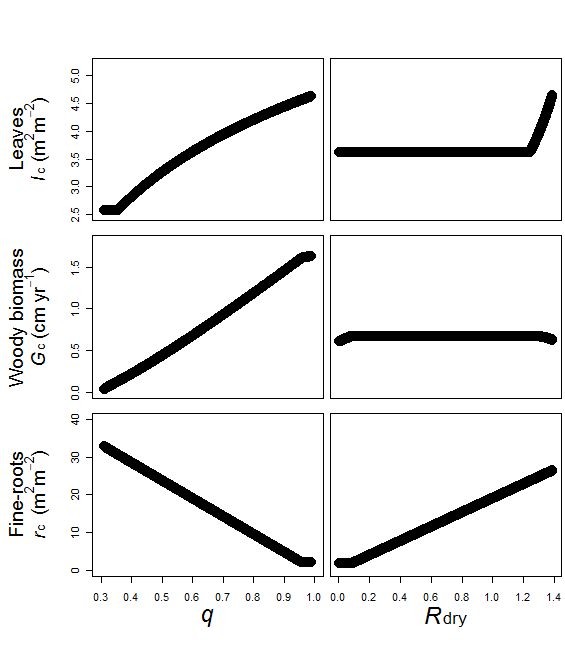 Leaves
l c (m2m−2)
2.5 3.0 3.5 4.0 4.5 5.0
Woody biomass
G c (cm yr−1)
0.0 0.5 1.0 1.5
Fine-roots
r c (m2m−2)
0 10 20 30 40
0.3 0.4 0.5 0.6 0.7 0.8 0.9 1.0
0.0 0.2 0.4 0.6 0.8 1.0 1.2 1.4
q
Rdry